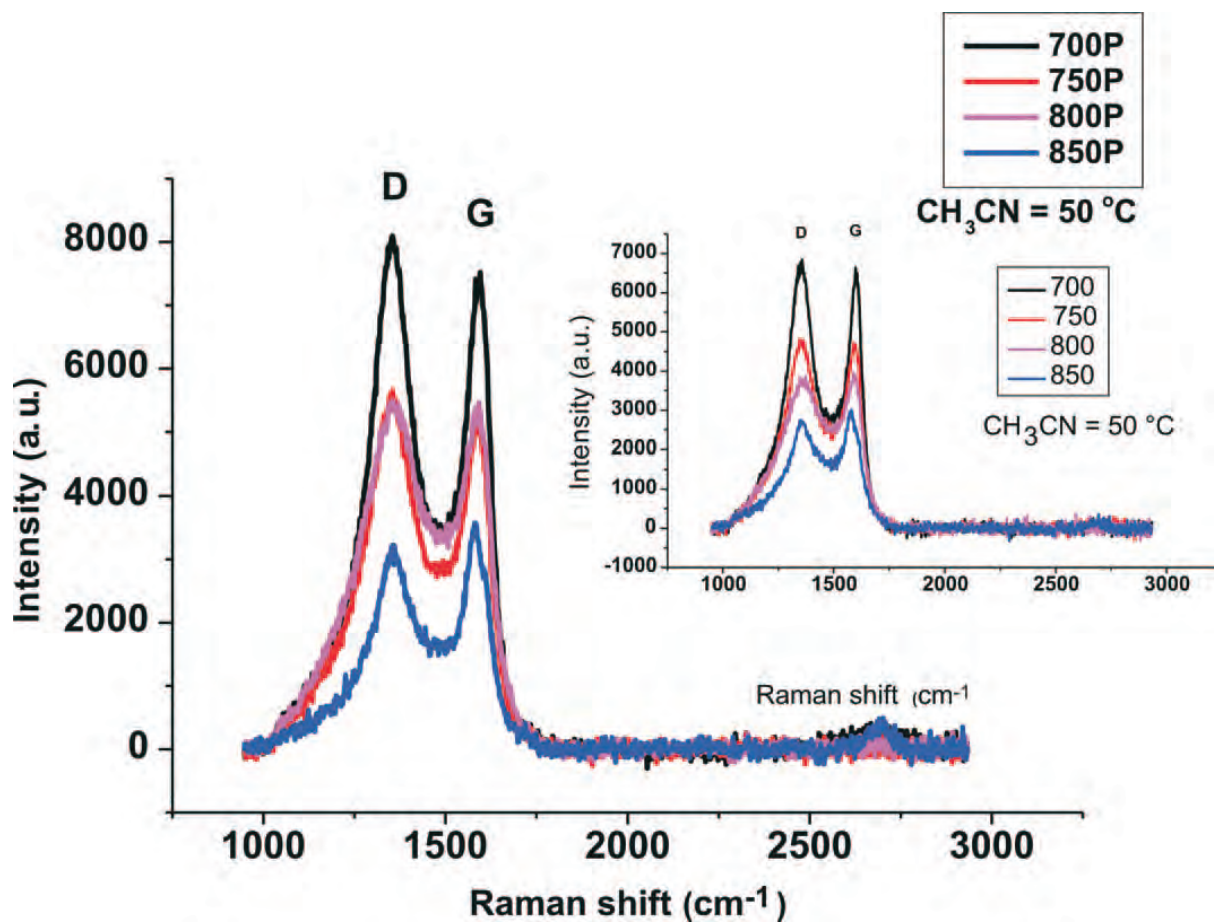 700P
750P
800P
850P
CH₃CN = 50 °C
D
G
8000
6000
4000
2000
0
Intensity (a.u.)
1000
1500
2000
2500
3000
Raman shift (cm⁻¹)
D
G
7000
6000
5000
4000
3000
2000
1000
0
-1000
Intensity (a.u.)
1000
1500
2000
2500
3000
700
750
800
850
CH₃CN = 50 °C
Raman shift (cm⁻¹